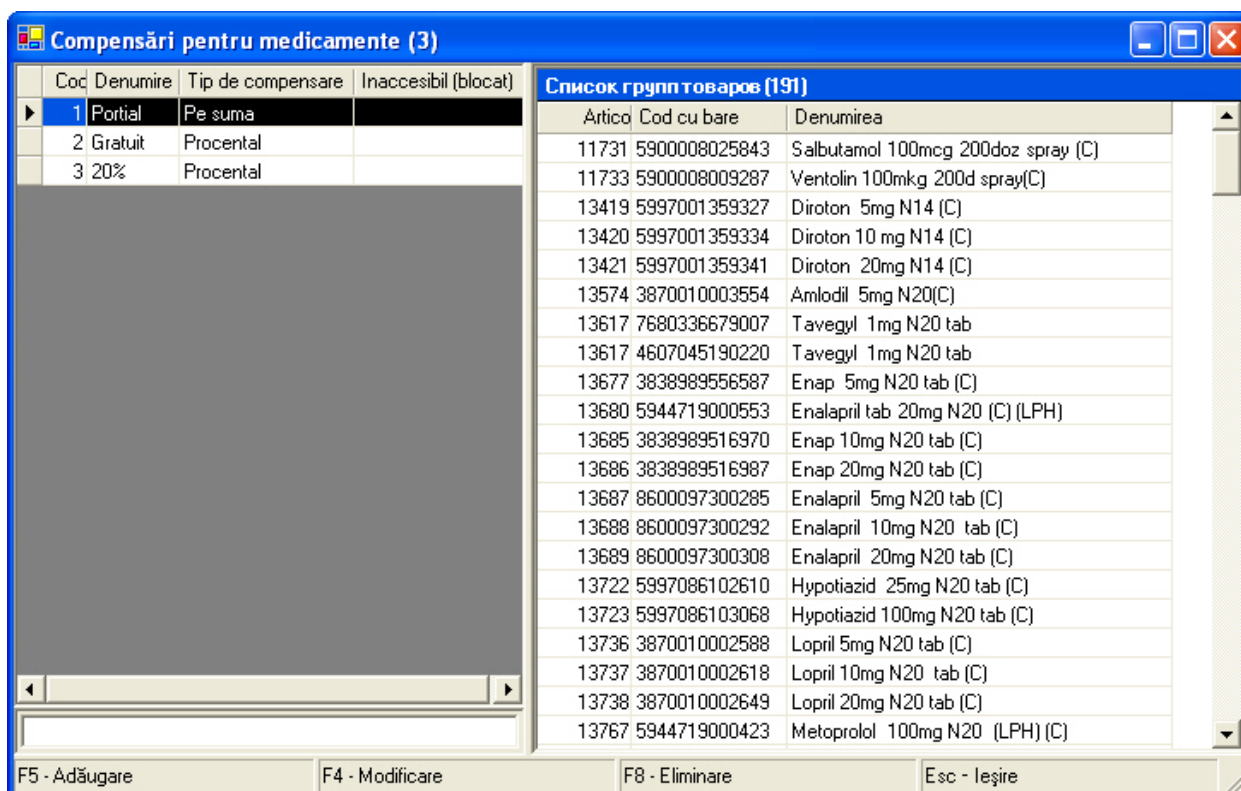 Compensări pentru medicamente (3)
Cod Denumire Tip de compensare Inaccesibil (blocat)
1 Portial Pe suma
2 Gratuit Procental
3 20% Procental
Список групп товаров (191)
Artico Cod cu bare Denumirea
11731 5900008025843 Salbutamol 100mcg 200doz spray (C)
11733 5900008009287 Ventolin 100mkg 200d spray(C)
13419 5997001359327 Diroton 5mg N14 (C)
13420 5997001359334 Diroton 10 mg N14 (C)
13421 5997001359341 Diroton 20mg N14 (C)
13574 3870010003554 Amlodil 5mg N20(C)
13617 7680336679007 Tavegyl 1mg N20 tab
13617 4607045190220 Tavegyl 1mg N20 tab
13677 3838989556587 Enap 5mg N20 tab (C)
13680 5944719000553 Enalapril tab 20mg N20 (C) (LPH)
13685 3838989516970 Enap 10mg N20 tab (C)
13686 3838989516987 Enap 20mg N20 tab (C)
13687 8600097300285 Enalapril 5mg N20 tab (C)
13688 8600097300292 Enalapril 10mg N20 tab (C)
13689 8600097300308 Enalapril 20mg N20 tab (C)
13722 5997086102610 Hypotiazid 25mg N20 tab (C)
13723 5997086103068 Hypotiazid 100mg N20 tab (C)
13736 3870010002588 Lopril 5mg N20 tab (C)
13737 3870010002618 Lopril 10mg N20 tab (C)
13738 3870010002649 Lopril 20mg N20 tab (C)
13767 5944719000423 Metoprolol 100mg N20 (LPH) (C)
F5 - Adăugare F4 - Modificare F8 - Eliminare Esc - Ieşire